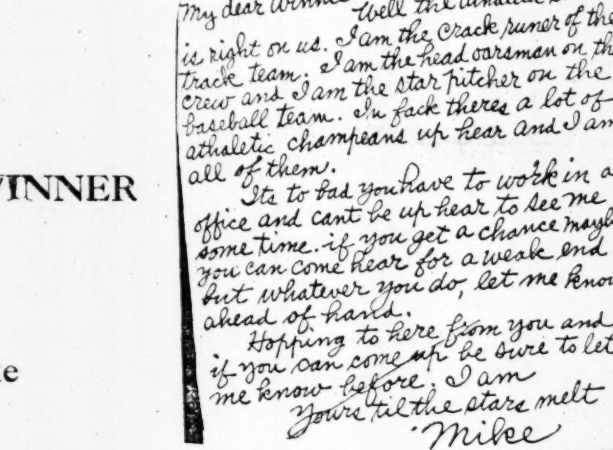 My dear Winnie
Well the
is right on us. I am the crack runer of the
track team. I am the head oarsman on th
crew and I am the star pitcher on the
baseball team. In fack theres a lot of
athaletic champeans up hear and I am
all of them.
Its to bad you have to work in a
office and cant be up hear to see me
some time. if you get a chance mayb
you can come hear for a weak end
but whatever you do, let me know
ahead of hand.
Hopping to here from you and
if you can come up be sure to let
me know before. I am
Yours til the stars melt
Mike
VINNER